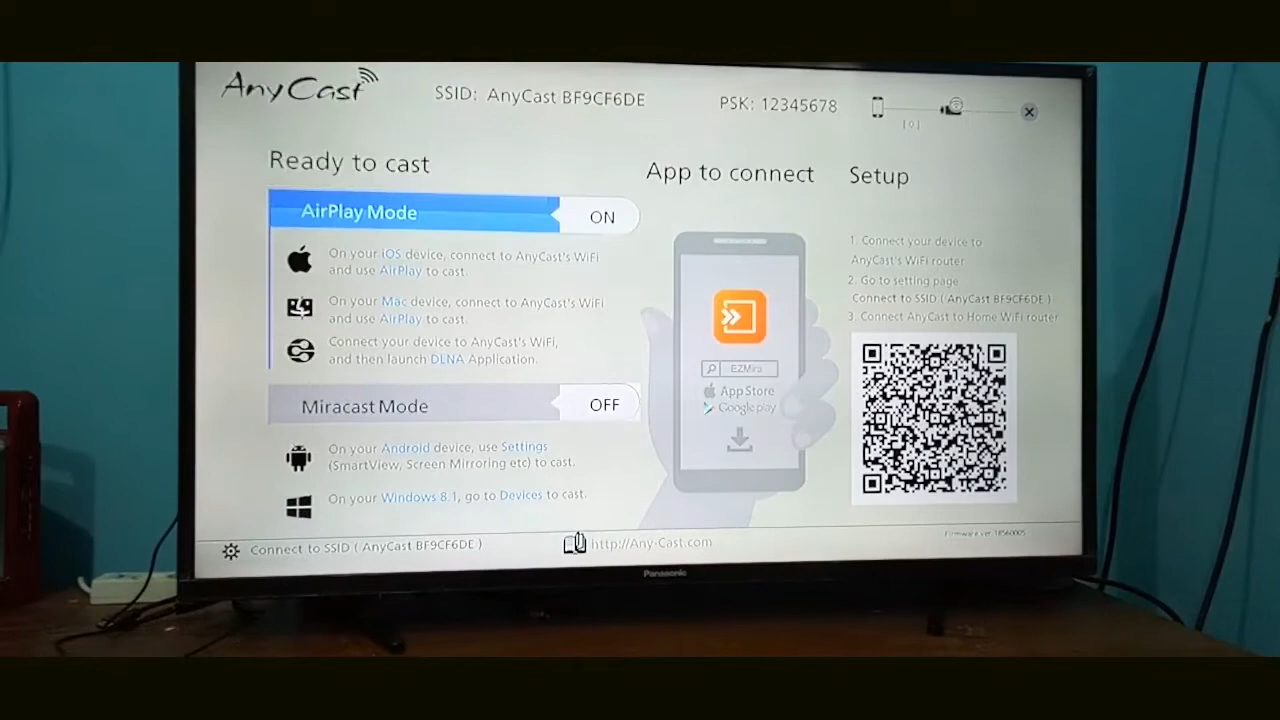 AnyCast
SSID: AnyCast BF9CF6DE
PSK: 12345678
[0]
Ready to cast
AirPlay Mode
ON
On your iOS device, connect to AnyCast's WiFi
and use AirPlay to cast.
On your Mac device, connect to AnyCast's WiFi
and use AirPlay to cast.
Connect your device to AnyCast's WiFi,
and then launch DLNA Application.
Miracast Mode
OFF
On your Android device, use Settings
(SmartView, Screen Mirroring etc) to cast.
On your Windows 8.1, go to Devices to cast.
App to connect
EZMira
App Store
Google play
Setup
1. Connect your device to
AnyCast's WiFi router
2. Go to setting page
Connect to SSID ( AnyCast BF9CF6DE )
3. Connect AnyCast to Home WiFi router
Connect to SSID ( AnyCast BF9CF6DE )
http://Any-Cast.com
Firmware ver 18560005
Panasonic